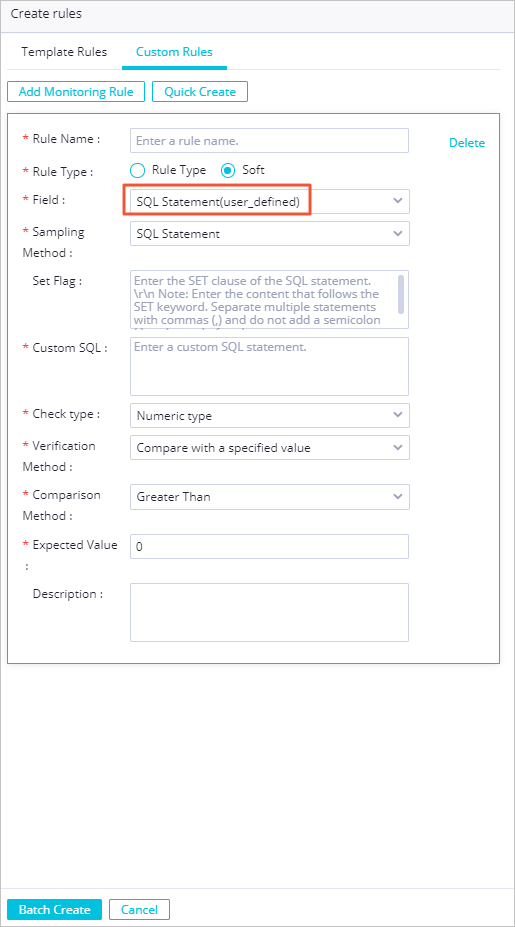 Create rules
Template Rules Custom Rules
Add Monitoring Rule Quick Create
* Rule Name : Enter a rule name. Delete
* Rule Type : Rule Type Soft
* Field : SQL Statement(user_defined)
* Sampling Method : SQL Statement
Set Flag : Enter the SET clause of the SQL statement.
\r\n Note: Enter the content that follows the
SET keyword. Separate multiple statements
with commas (,) and do not add a semicolon
* Custom SQL : Enter a custom SQL statement.
* Check type : Numeric type
* Verification Method : Compare with a specified value
* Comparison Method : Greater Than
* Expected Value : 0
Description :
Batch Create Cancel